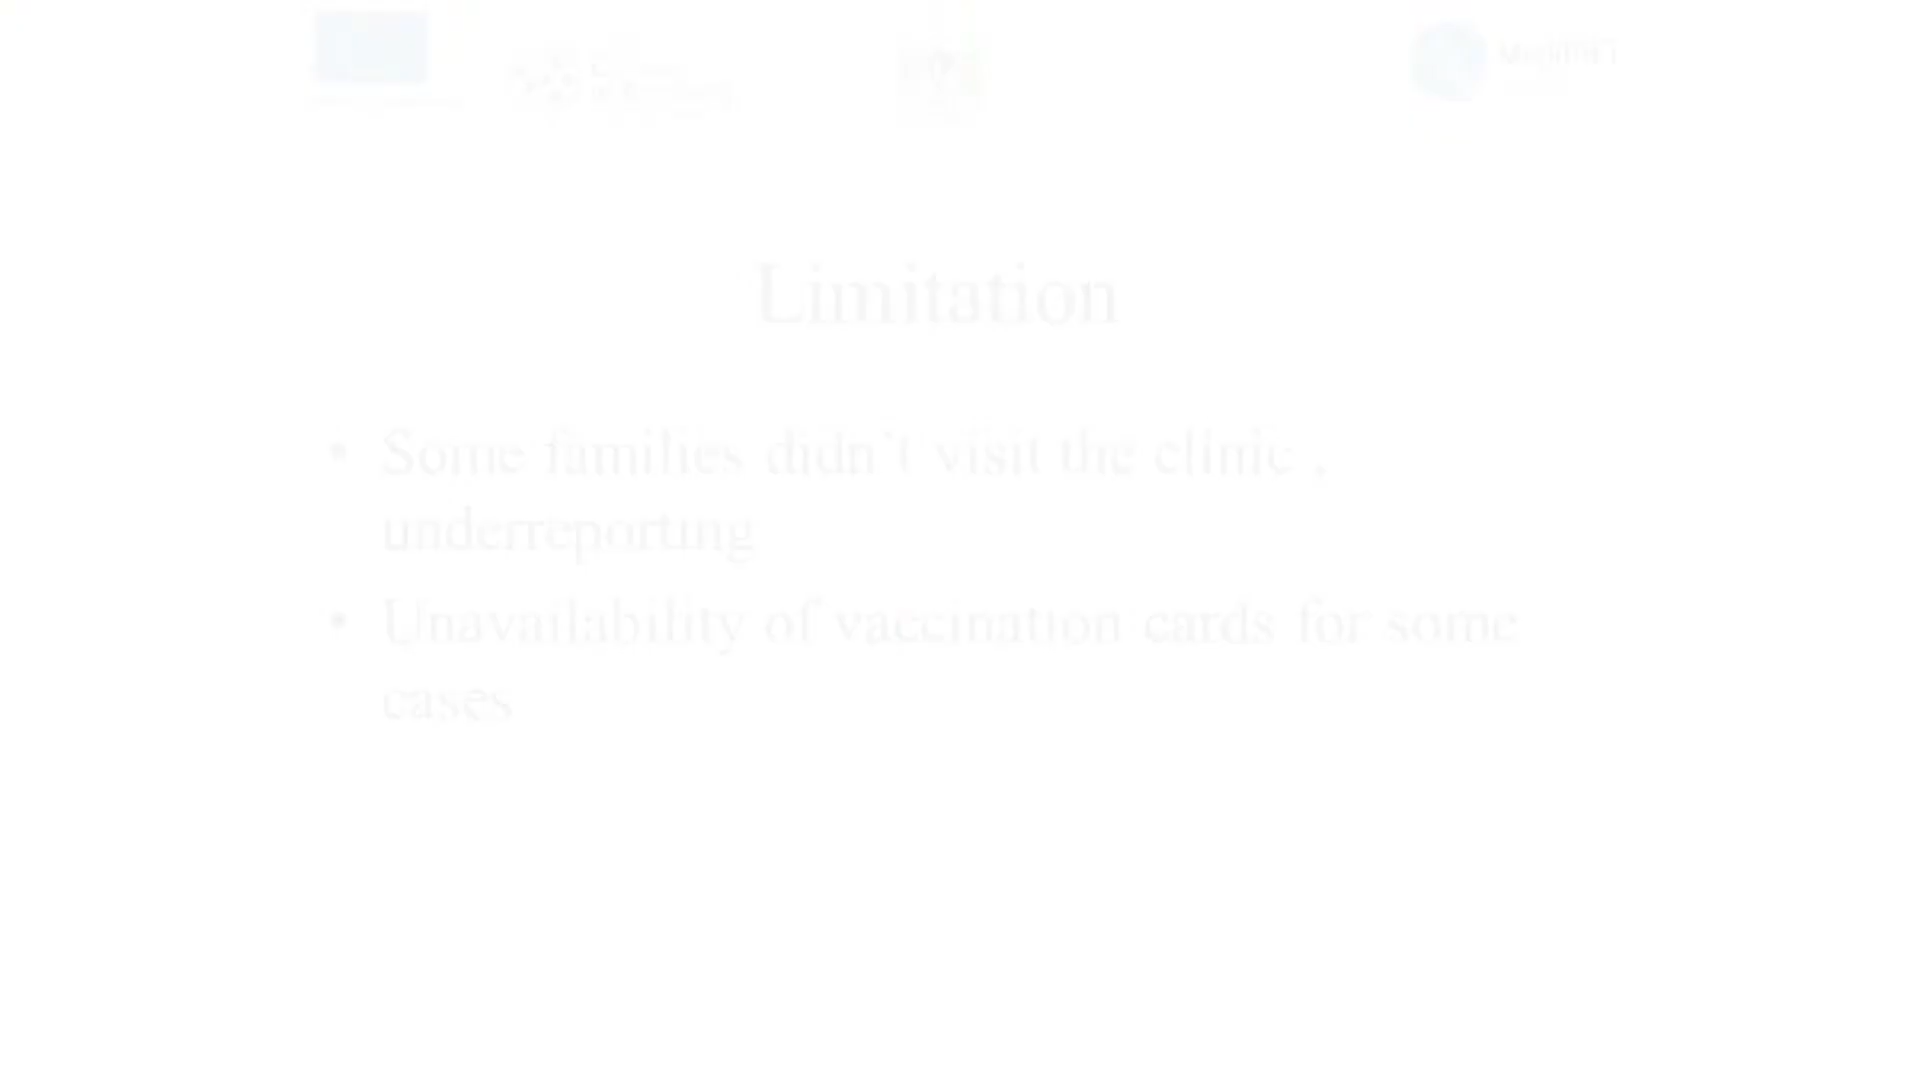 Limitation
• Some families didn`t visit the clinic ,
underreporting
• Unavailability of vaccination cards for some
cases